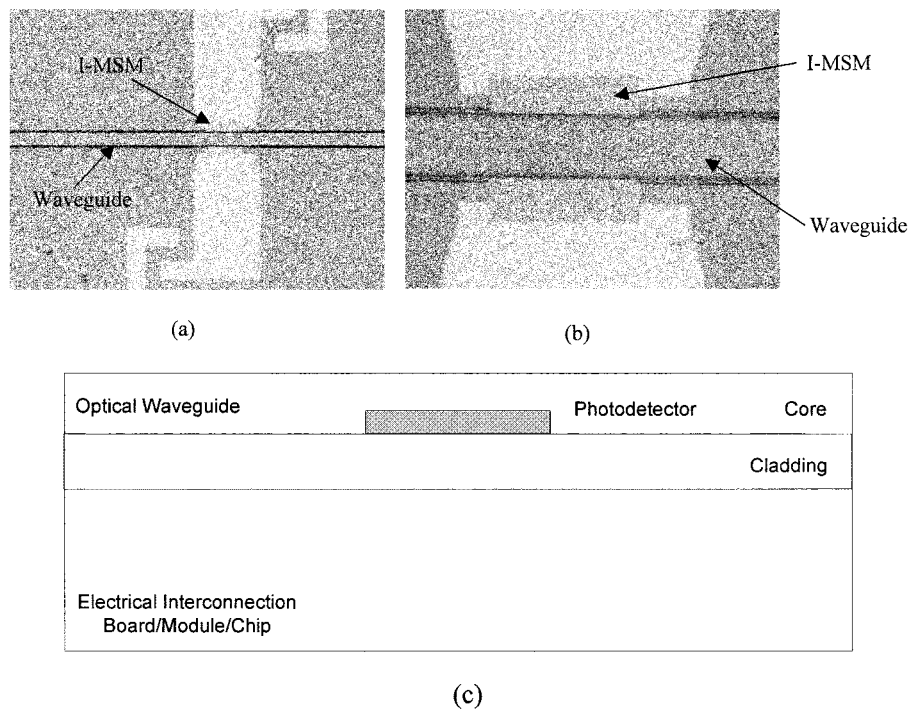 I-MSM
Waveguide
I-MSM
Waveguide
(a)
(b)
Optical Waveguide
Photodetector
Core
Cladding
Electrical Interconnection
Board/Module/Chip
(c)